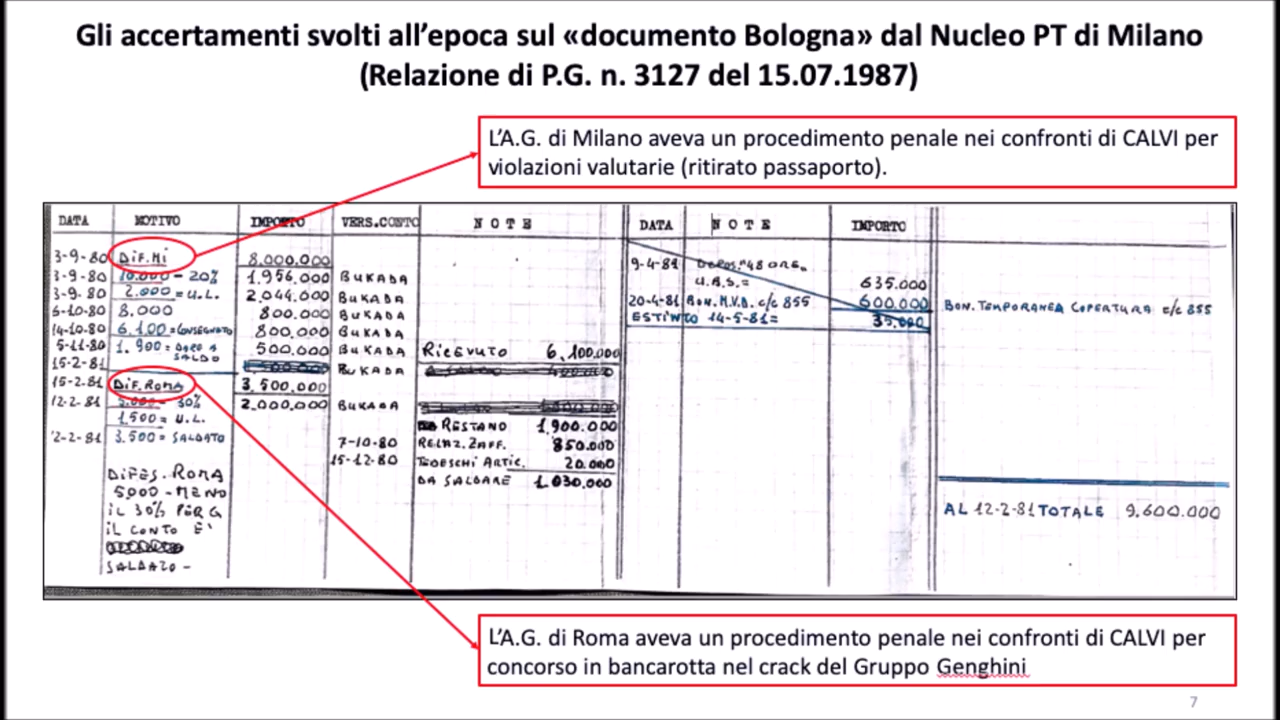 Gli accertamenti svolti all'epoca sul «documento Bologna» dal Nucleo PT di Milano
(Relazione di P.G. n. 3127 del 15.07.1987)
L'A.G. di Milano aveva un procedimento penale nei confronti di CALVI per
violazioni valutarie (ritirato passaporto).
DATA MOTIVO IMPORTO VERS.CONTO NOTE DATA NOTE IMPORTO
3-9-80 DIF.MI 8.000.000
3-9-80 10.000 - 20% 1.956.000 BUKADA
3-9-80 2.000 = U.L. 2.044.000 BUKADA
6-10-80 8.000 800.000 BUKADA
14-10-80 6.100 = CONSEGNATO 800.000 BUKADA
5-11-80 1.900 = DARE A SALDO 500.000 BUKADA
RICEVUTO 6,100.000
15-2-81 BUKADA
15-2-81 DIF.ROMA 3.500.000
12-2-81 5.000 - 30% 2.000.000 BUKADA
1,500 = U.L.
RESTANO 1,900.000
2-2-81 3.500 = SALDATO 7-10-80 RELAZ. ZAFF. 850.000
15-12-80 TEDESCHI ARTIC. 20.000
DA SALDARE 1.030.000
DIFES. ROMA
5000 - MENO
IL 30% PER G
IL CONTO E'
SALDATO -
9-4-81 DEPOS. "48 ORE"
U.B.S. = 635.000
20-4-81 BON. M.V.D. c/c 855 600.000 BON. TEMPORANEA COPERTURA c/c 855
ESTINTO 14-5-81 = 35.000
AL 12-2-81 TOTALE 9.600.000
L'A.G. di Roma aveva un procedimento penale nei confronti di CALVI per
concorso in bancarotta nel crack del Gruppo Genghini
7